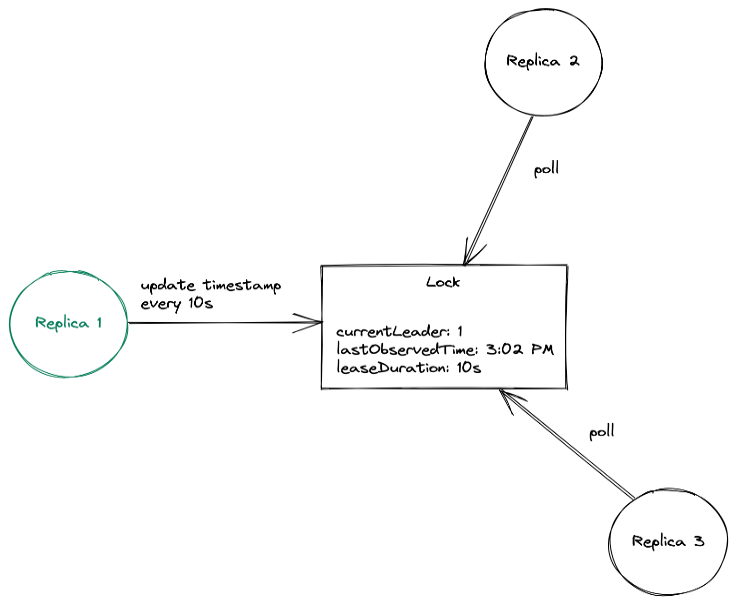 Replica 2
poll
update timestamp
every 10s
Lock
Replica 1
currentLeader: 1
lastObservedTime: 3:02 PM
leaseDuration: 10s
poll
Replica 3